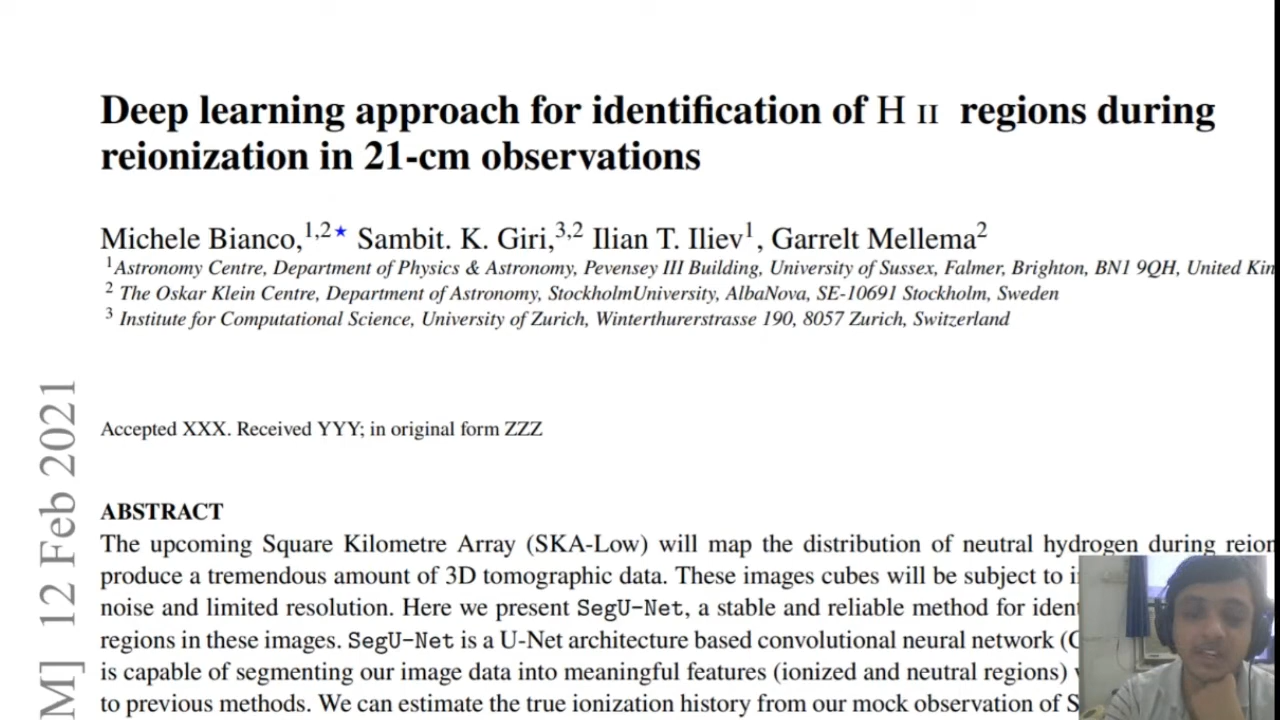 Deep learning approach for identification of H II regions during
reionization in 21-cm observations
Michele Bianco,1,2★ Sambit. K. Giri,3,2 Ilian T. Iliev1, Garrelt Mellema2
1Astronomy Centre, Department of Physics & Astronomy, Pevensey III Building, University of Sussex, Falmer, Brighton, BN1 9QH, United
2 The Oskar Klein Centre, Department of Astronomy, StockholmUniversity, AlbaNova, SE-10691 Stockholm, Sweden
3 Institute for Computational Science, University of Zurich, Winterthurerstrasse 190, 8057 Zurich, Switzerland
Accepted XXX. Received YYY; in original form ZZZ
ABSTRACT
The upcoming Square Kilometre Array (SKA-Low) will map the distribution of neutral hydrogen during
produce a tremendous amount of 3D tomographic data. These images cubes will be subject to
noise and limited resolution. Here we present SegU-Net, a stable and reliable method for
regions in these images. SegU-Net is a U-Net architecture based convolutional neural network
is capable of segmenting our image data into meaningful features (ionized and neutral regions)
to previous methods. We can estimate the true ionization history from our mock observation of
M] 12 Feb 2021